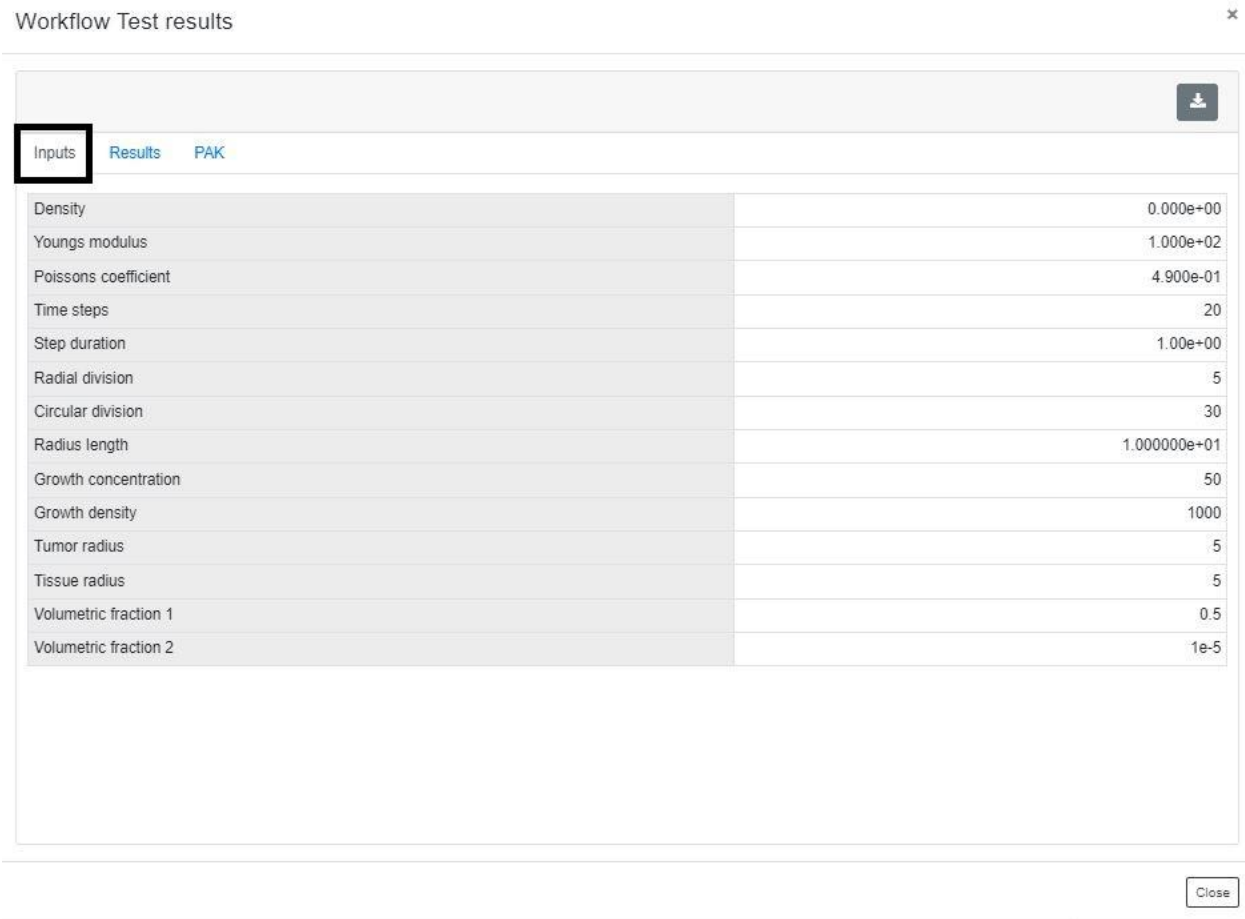 Workflow Test results
Inputs Results PAK
Density 0.000e+00
Youngs modulus 1.000e+02
Poissons coefficient 4.900e-01
Time steps 20
Step duration 1.00e+00
Radial division 5
Circular division 30
Radius length 1.000000e+01
Growth concentration 50
Growth density 1000
Tumor radius 5
Tissue radius 5
Volumetric fraction 1 0.5
Volumetric fraction 2 1e-5
Close